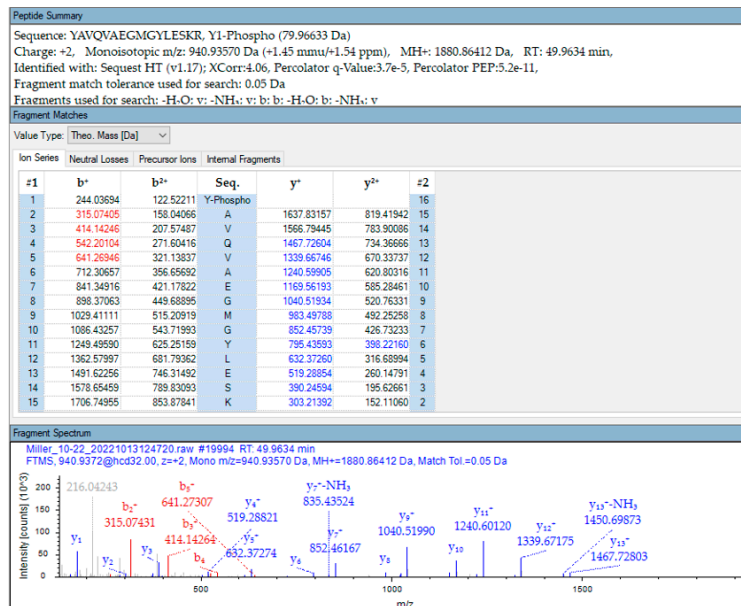 Peptide Summary
Sequence: YAVQVAEGMGYLESKR, Y1-Phospho (79.96633 Da)
Charge: +2, Monoisotopic m/z: 940.93570 Da (+1.45 mmu/+1.54 ppm), MH+: 1880.86412 Da, RT: 49.9634 min,
Identified with: Sequest HT (v1.17); XCorr:4.06, Percolator q-Value:3.7e-5, Percolator PEP:5.2e-11,
Fragment match tolerance used for search: 0.05 Da
Fragments used for search: -H₂O; y; -NH₃; y; b; b; -H₂O; b; -NH₃; y
Fragment Matches
Value Type: Theo. Mass [Da]
Ion Series Neutral Losses Precursor Ions Internal Fragments
#1 b⁺ b²⁺ Seq. y⁺ y²⁺ #2
1 244.03694 122.52211 Y-Phospho 16
2 315.07405 158.04066 A 1637.83157 819.41942 15
3 414.14246 207.57487 V 1566.79445 783.90086 14
4 542.20104 271.60416 Q 1467.72604 734.36666 13
5 641.26946 321.13837 V 1339.66746 670.33737 12
6 712.30657 356.65692 A 1240.59905 620.80316 11
7 841.34916 421.17822 E 1169.56193 585.28461 10
8 898.37063 449.68895 G 1040.51934 520.76331 9
9 1029.41111 515.20919 M 983.49788 492.25258 8
10 1086.43257 543.71993 G 852.45739 426.73233 7
11 1249.49590 625.25159 Y 795.43593 398.22160 6
12 1362.57997 681.79362 L 632.37260 316.68994 5
13 1491.62256 746.31492 E 519.28854 260.14791 4
14 1578.65459 789.83093 S 390.24594 195.62661 3
15 1706.74955 853.87841 K 303.21392 152.11060 2
Fragment Spectrum
Miller_10-22_20221013124720.raw #19994 RT: 49.9634 min
FTMS, 940.9372@hcd32.00, z=+2, Mono m/z=940.93570 Da, MH+=1880.86412 Da, Match Tol.=0.05 Da
Intensity [counts] (10^3)
200
150
100
50
0
216.04243
y₁
y₂⁺
b₂⁺
315.07431
y₃
b₃⁺
414.14264
b₄
b₅⁺
641.27307
y₄⁺
519.28821
y₅⁺
632.37274
y₆
y₇⁺-NH₃
835.43524
y₇⁺
852.46167
y₈
y₉⁺
1040.51990
y₁₀
y₁₁⁺
1240.60120
y₁₂⁺
1339.67175
y₁₃⁺-NH₃
1450.69873
y₁₃⁺
1467.72803
500
1000
1500
m/z